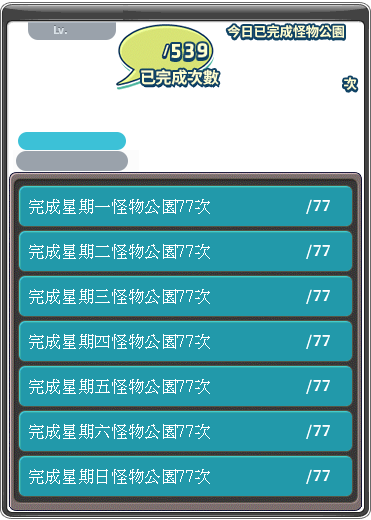 Lv.
/539
已完成次數
今日已完成怪物公園
次
完成星期一怪物公園77次 /77
完成星期二怪物公園77次 /77
完成星期三怪物公園77次 /77
完成星期四怪物公園77次 /77
完成星期五怪物公園77次 /77
完成星期六怪物公園77次 /77
完成星期日怪物公園77次 /77